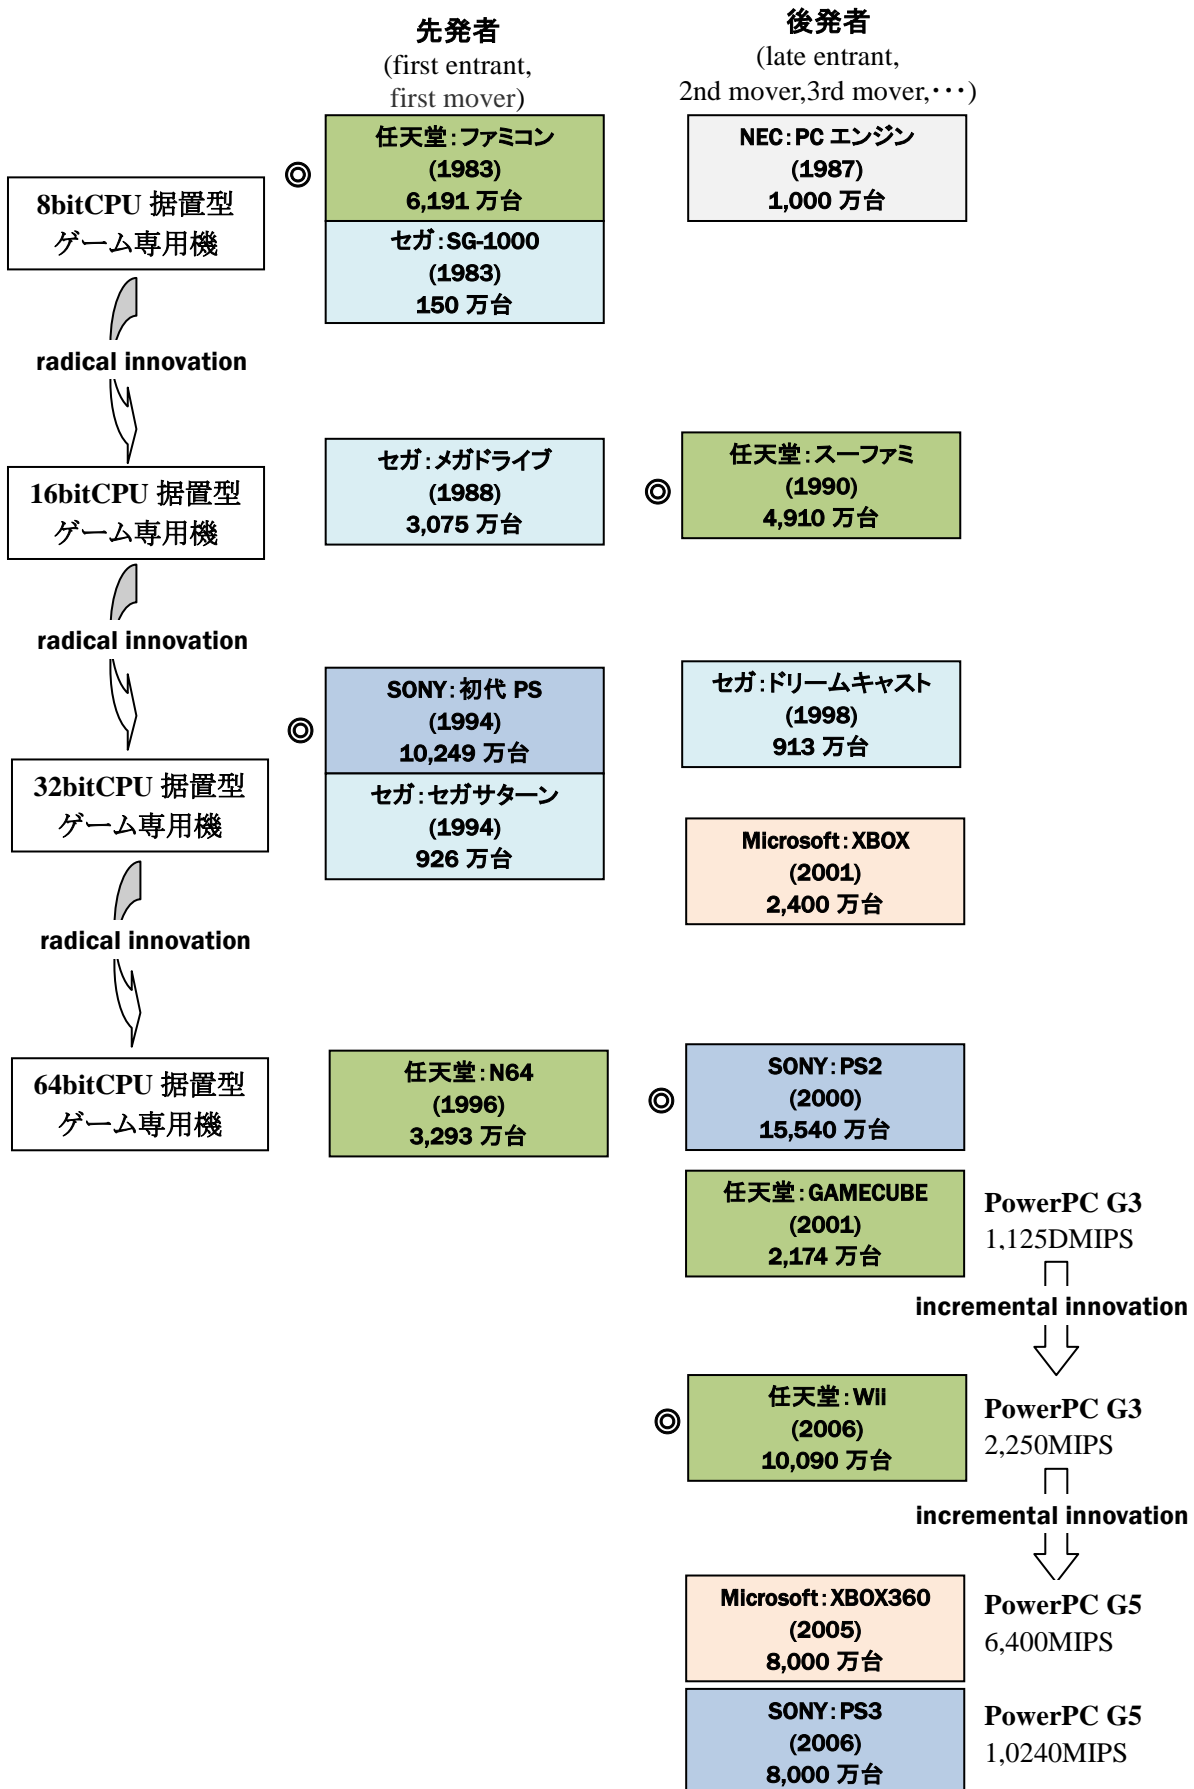 先発者
(first entrant,
first mover)
後発者
(late entrant,
2nd mover,3rd mover,･･･)
8bitCPU 据置型
ゲーム専用機
◎
任天堂：ファミコン
(1983)
6,191 万台
セガ：SG-1000
(1983)
150 万台
NEC：PC エンジン
(1987)
1,000 万台
radical innovation
16bitCPU 据置型
ゲーム専用機
セガ：メガドライブ
(1988)
3,075 万台
◎
任天堂：スーファミ
(1990)
4,910 万台
radical innovation
32bitCPU 据置型
ゲーム専用機
◎
SONY：初代 PS
(1994)
10,249 万台
セガ：セガサターン
(1994)
926 万台
セガ：ドリームキャスト
(1998)
913 万台
Microsoft：XBOX
(2001)
2,400 万台
radical innovation
64bitCPU 据置型
ゲーム専用機
任天堂：N64
(1996)
3,293 万台
◎
SONY：PS2
(2000)
15,540 万台
任天堂：GAMECUBE
(2001)
2,174 万台
PowerPC G3
1,125DMIPS
incremental innovation
◎
任天堂：Wii
(2006)
10,090 万台
PowerPC G3
2,250MIPS
incremental innovation
Microsoft：XBOX360
(2005)
8,000 万台
PowerPC G5
6,400MIPS
SONY：PS3
(2006)
8,000 万台
PowerPC G5
1,0240MIPS